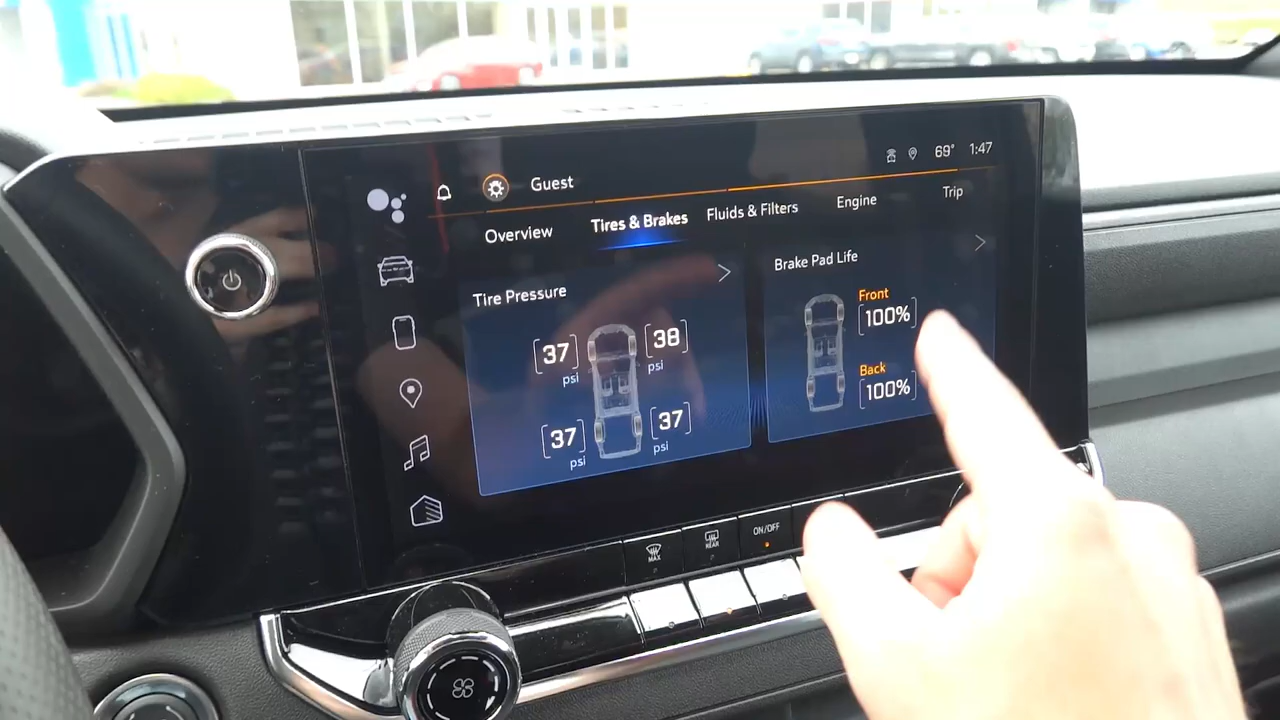 Guest
69° 1:47
Overview Tires & Brakes Fluids & Filters Engine Trip
Tire Pressure
37 psi
38 psi
37 psi
37 psi
Brake Pad Life
Front
100%
Back
100%
MAX
REAR
ON/OFF